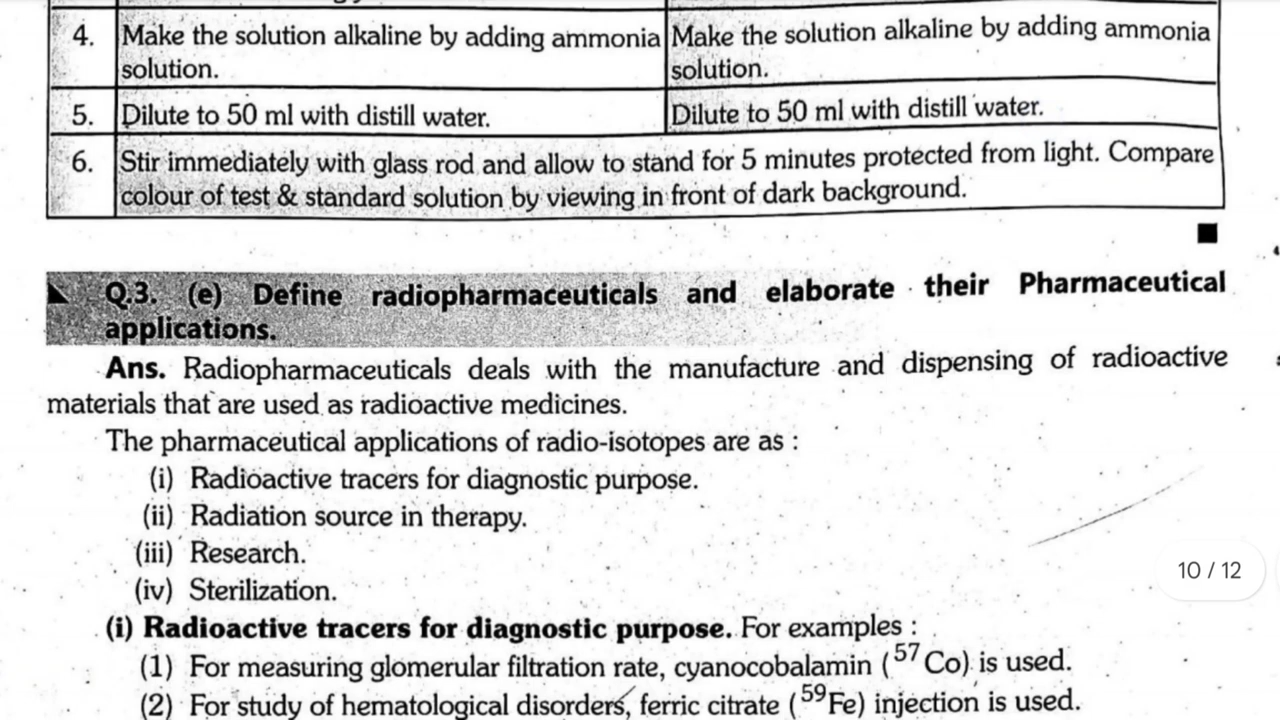 4. Make the solution alkaline by adding ammonia Make the solution alkaline by adding ammonia
solution. solution.
5. Dilute to 50 ml with distill water. Dilute to 50 ml with distill water.
6. Stir immediately with glass rod and allow to stand for 5 minutes protected from light. Compare
colour of test & standard solution by viewing in front of dark background.
Q.3. (e) Define radiopharmaceuticals and elaborate their Pharmaceutical
applications.
Ans. Radiopharmaceuticals deals with the manufacture and dispensing of radioactive
materials that are used as radioactive medicines.
The pharmaceutical applications of radio-isotopes are as :
(i) Radioactive tracers for diagnostic purpose.
(ii) Radiation source in therapy.
(iii) Research.
(iv) Sterilization.
10 / 12
(i) Radioactive tracers for diagnostic purpose. For examples :
(1) For measuring glomerular filtration rate, cyanocobalamin (⁵⁷Co) is used.
(2) For study of hematological disorders, ferric citrate (⁵⁹Fe) injection is used.